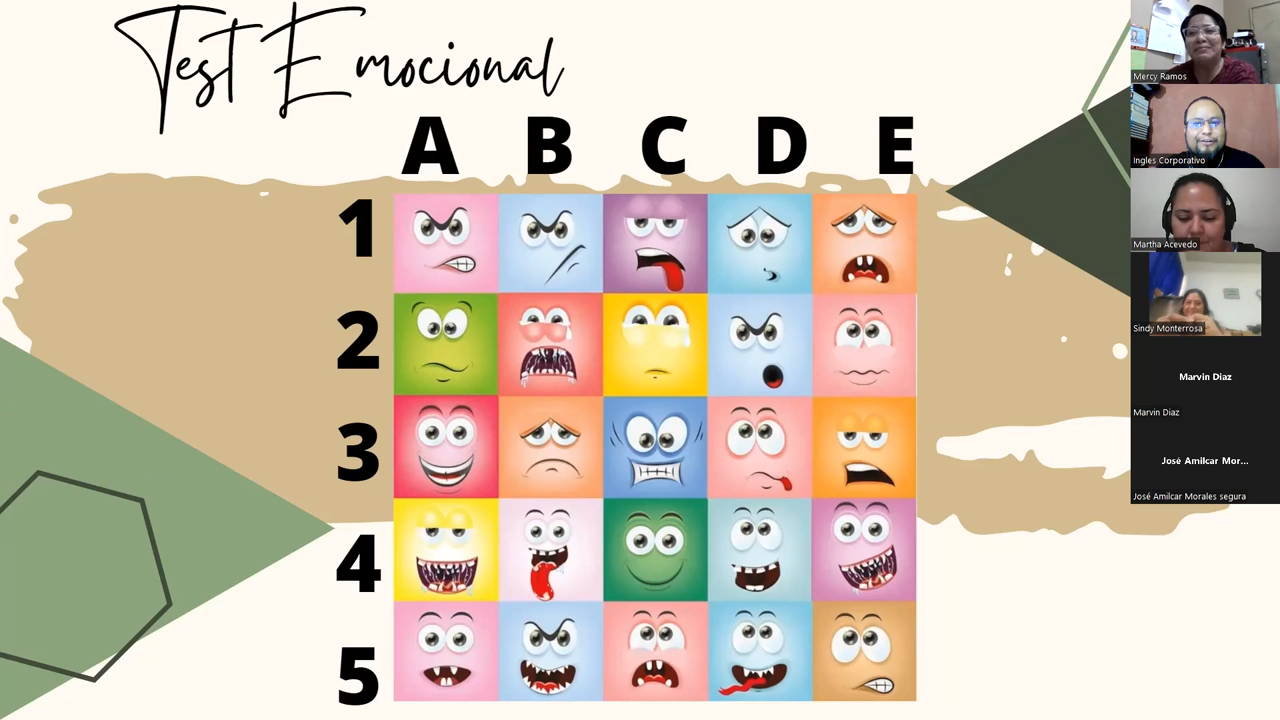 Test Emocional
A B C D E
1
2
3
4
5
Mercy Ramos
Ingles Corporativo
Martha Acevedo
Sindy Monterrosa
Marvin Diaz
Marvin Diaz
José Amilcar Mor...
José Amilcar Morales segura